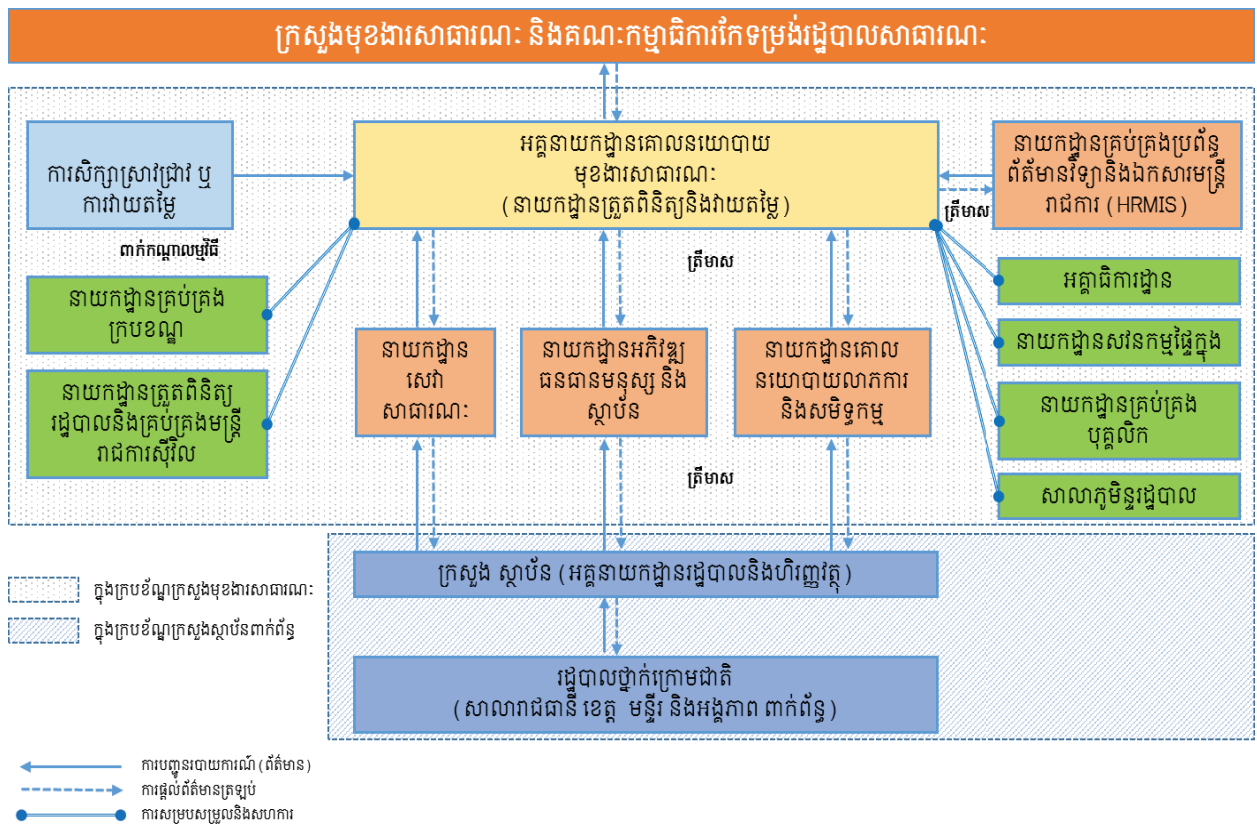 ក្រសួងមុខងារសាធារណៈ និងគណៈកម្មាធិការកែទម្រង់រដ្ឋបាលសាធារណៈ
ការសិក្សាស្រាវជ្រាវ ឬ
ការវាយតម្លៃ
អគ្គនាយកដ្ឋានគោលនយោបាយ
មុខងារសាធារណៈ
(នាយកដ្ឋានត្រួតពិនិត្យនិងវាយតម្លៃ)
នាយកដ្ឋានគ្រប់គ្រងប្រព័ន្ធ
ព័ត៌មានវិទ្យានិងឯកសារមន្ត្រី
រាជការ (HRMIS)
ត្រីមាស
ពាក់កណ្តាលឬមវិធី
ត្រីមាស
នាយកដ្ឋានគ្រប់គ្រង
ក្របខណ្ឌ
អគ្គាធិការដ្ឋាន
នាយកដ្ឋាន
សេវា
សាធារណៈ
នាយកដ្ឋានអភិវឌ្ឍ
ធនធានមនុស្ស និង
ស្ថាប័ន
នាយកដ្ឋានគោល
នយោបាយលាភការ
និងសមិទ្ធកម្ម
នាយកដ្ឋានសវនកម្មផ្ទៃក្នុង
នាយកដ្ឋានត្រួតពិនិត្យ
រដ្ឋបាលនិងគ្រប់គ្រងមន្ត្រី
រាជការស៊ីវិល
នាយកដ្ឋានគ្រប់គ្រង
បុគ្គលិក
ត្រីមាស
សាលាភូមិន្ទរដ្ឋបាល
ក្រសួង ស្ថាប័ន (អគ្គនាយកដ្ឋានរដ្ឋបាលនិងហិរញ្ញវត្ថុ)
ក្នុងក្របខ័ណ្ឌក្រសួងមុខងារសាធារណៈ
ក្នុងក្របខ័ណ្ឌក្រសួងស្ថាប័នពាក់ព័ន្ធ
រដ្ឋបាលថ្នាក់ក្រោមជាតិ
(សាលារាជធានី ខេត្ត មន្ទីរ និងអង្គភាព ពាក់ព័ន្ធ)
ការបញ្ជូនរបាយការណ៍ (ព័ត៌មាន)
ការផ្តល់ព័ត៌មានត្រឡប់
ការសម្របសម្រួលនិងសហការ